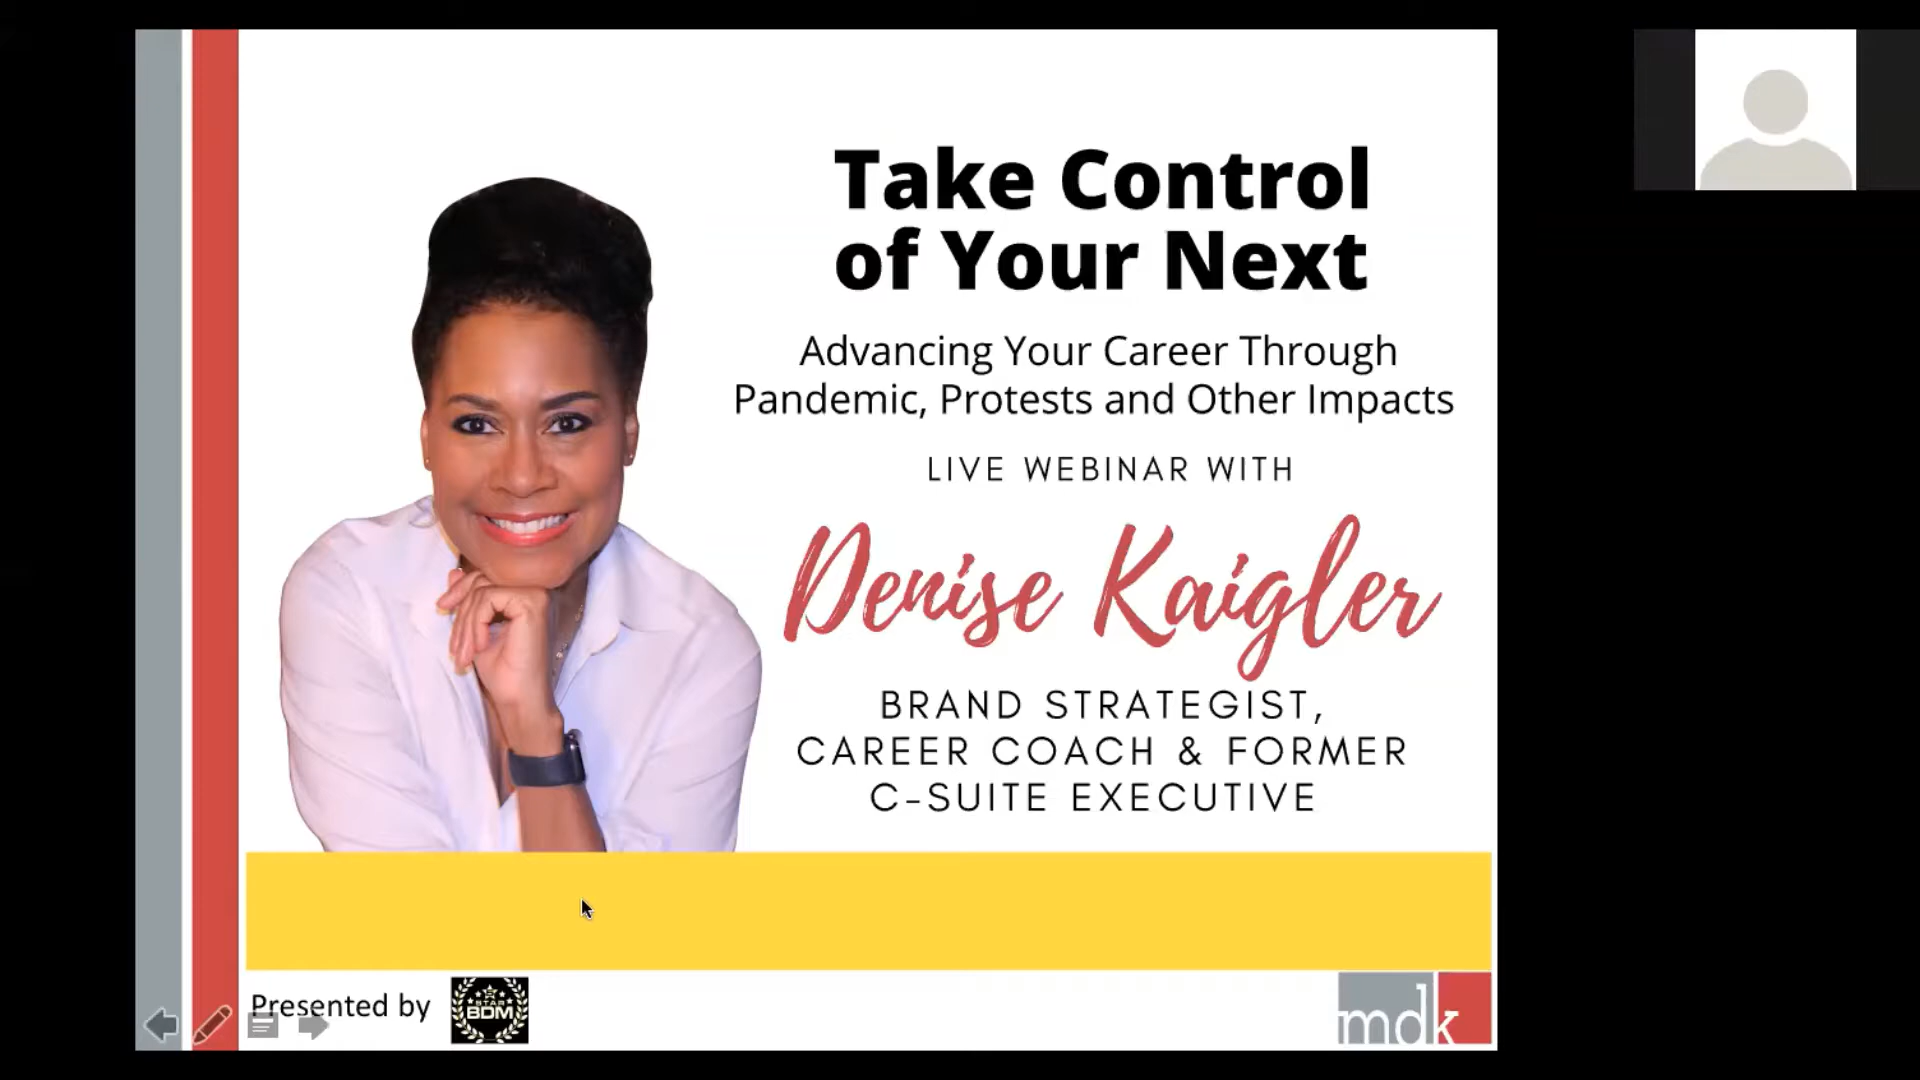 Take Control
of Your Next
Advancing Your Career Through
Pandemic, Protests and Other Impacts
LIVE WEBINAR WITH
Denise Kaigler
BRAND STRATEGIST,
CAREER COACH & FORMER
C-SUITE EXECUTIVE
Presented by
STAR
BDM
mdk